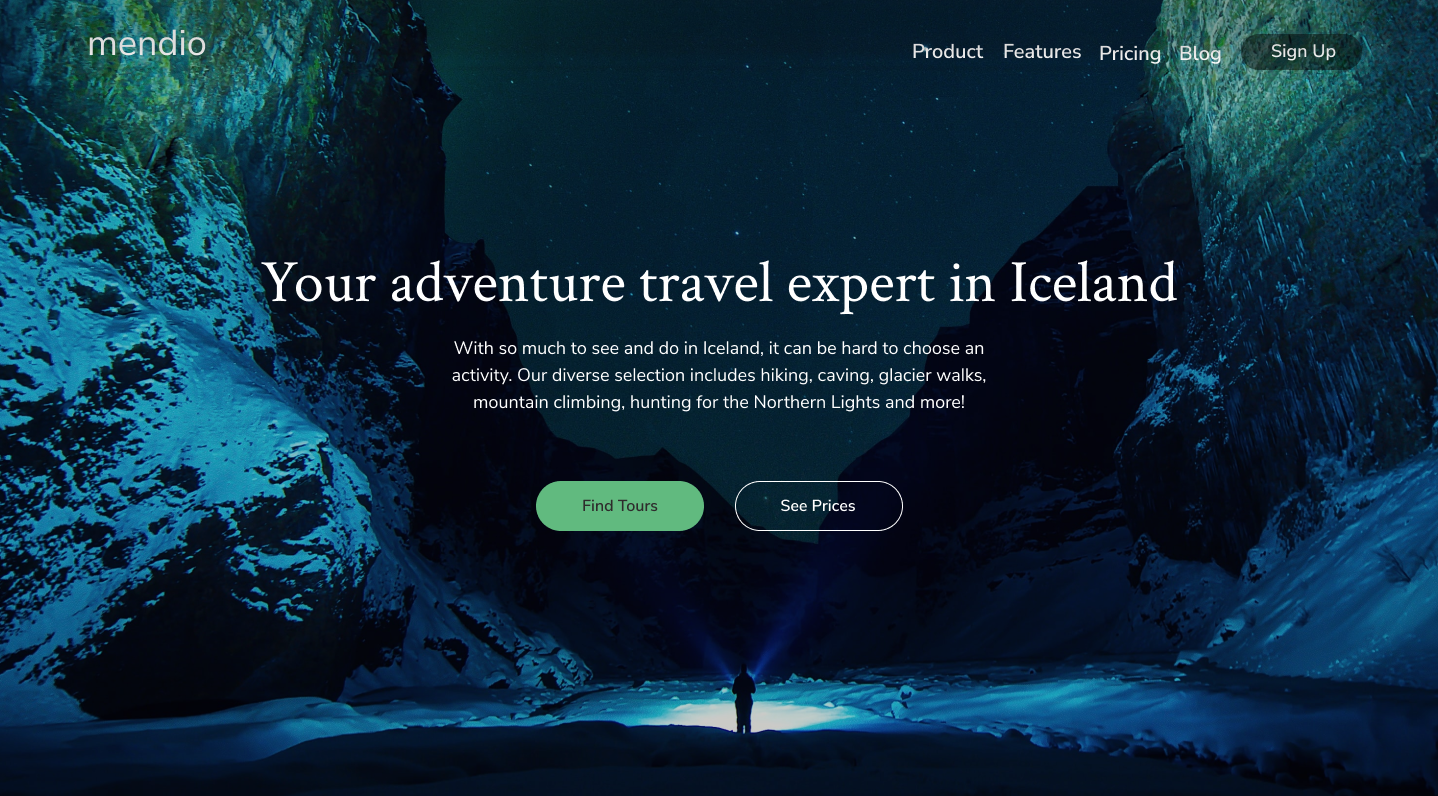 mendio
Product Features Pricing Blog Sign Up
Your adventure travel expert in Iceland
With so much to see and do in Iceland, it can be hard to choose an
activity. Our diverse selection includes hiking, caving, glacier walks,
mountain climbing, hunting for the Northern Lights and more!
Find Tours See Prices